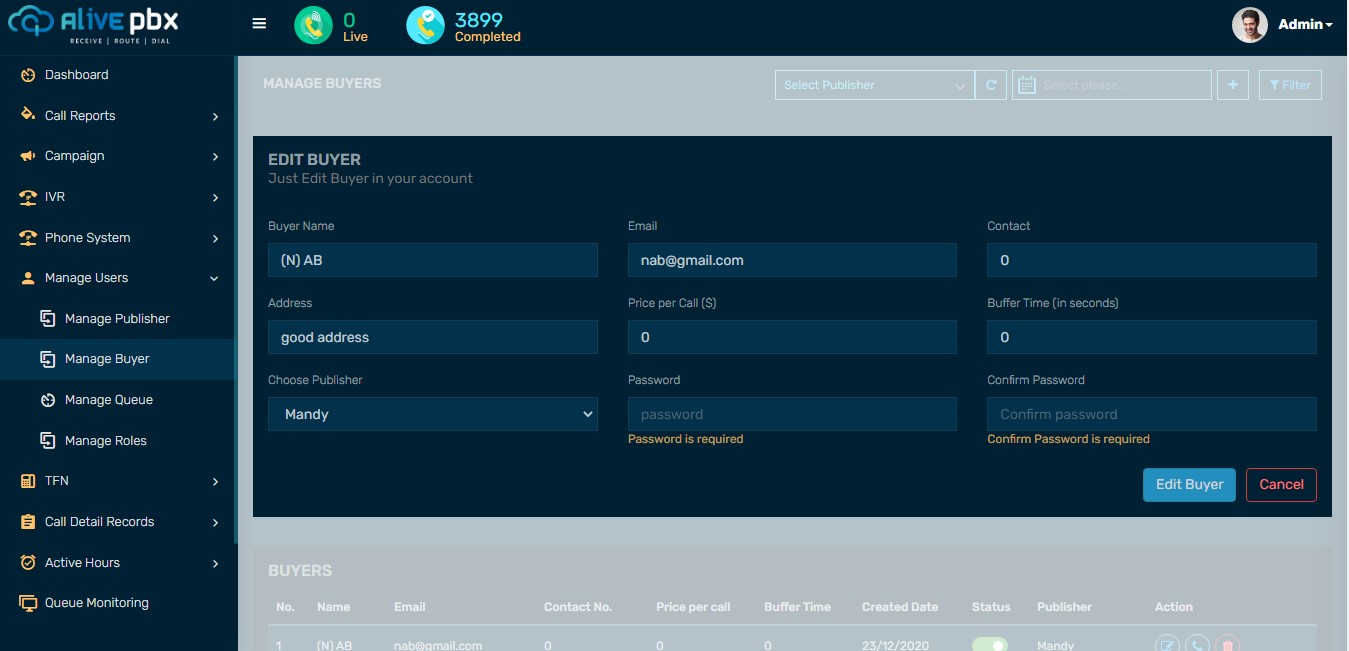 Alive pbx
RECEIVE | ROUTE | DIAL
0
Live
3899
Completed
Admin
Dashboard
Call Reports
Campaign
IVR
Phone System
Manage Users
Manage Publisher
Manage Buyer
Manage Queue
Manage Roles
TFN
Call Detail Records
Active Hours
Queue Monitoring
MANAGE BUYERS
Select Publisher
Select please...
+
Filter
EDIT BUYER
Just Edit Buyer in your account
Buyer Name Email Contact
(N) AB nab@gmail.com 0
Address Price per Call ($) Buffer Time (in seconds)
good address 0 0
Choose Publisher Password Confirm Password
Mandy password Confirm password
Password is required Confirm Password is required
Edit Buyer Cancel
BUYERS
No. Name Email Contact No. Price per call Buffer Time Created Date Status Publisher Action
1 (N) AB nab@gmail.com 0 0 0 23/12/2020 Mandy